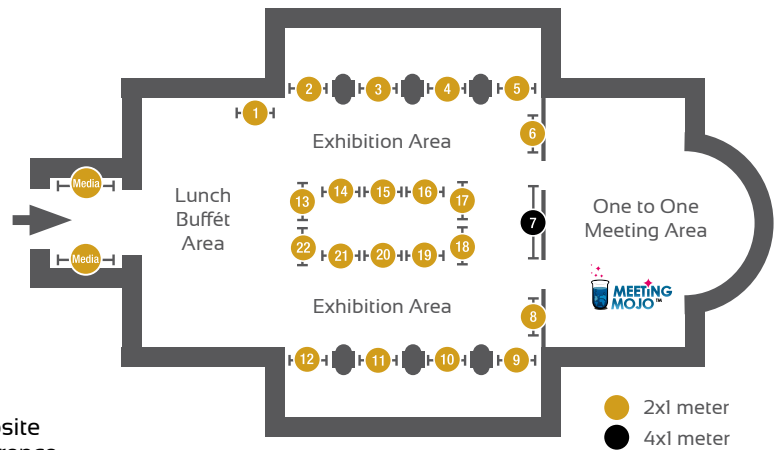 2
3
4
5
1
6
Exhibition Area
Media
Lunch
Buffét
Area
13
14
15
16
17
7
One to One
Meeting Area
22
21
20
19
18
MEETiNG
MOJO™
Exhibition Area
8
Media
12
11
10
9
2x1 meter
4x1 meter